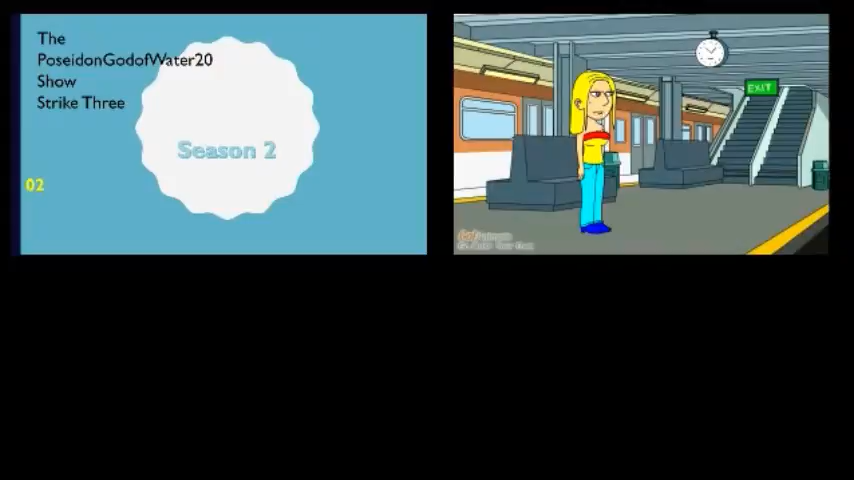 The
PoseidonGodofWater20
Show
Strike Three
Season 2
02
EXIT